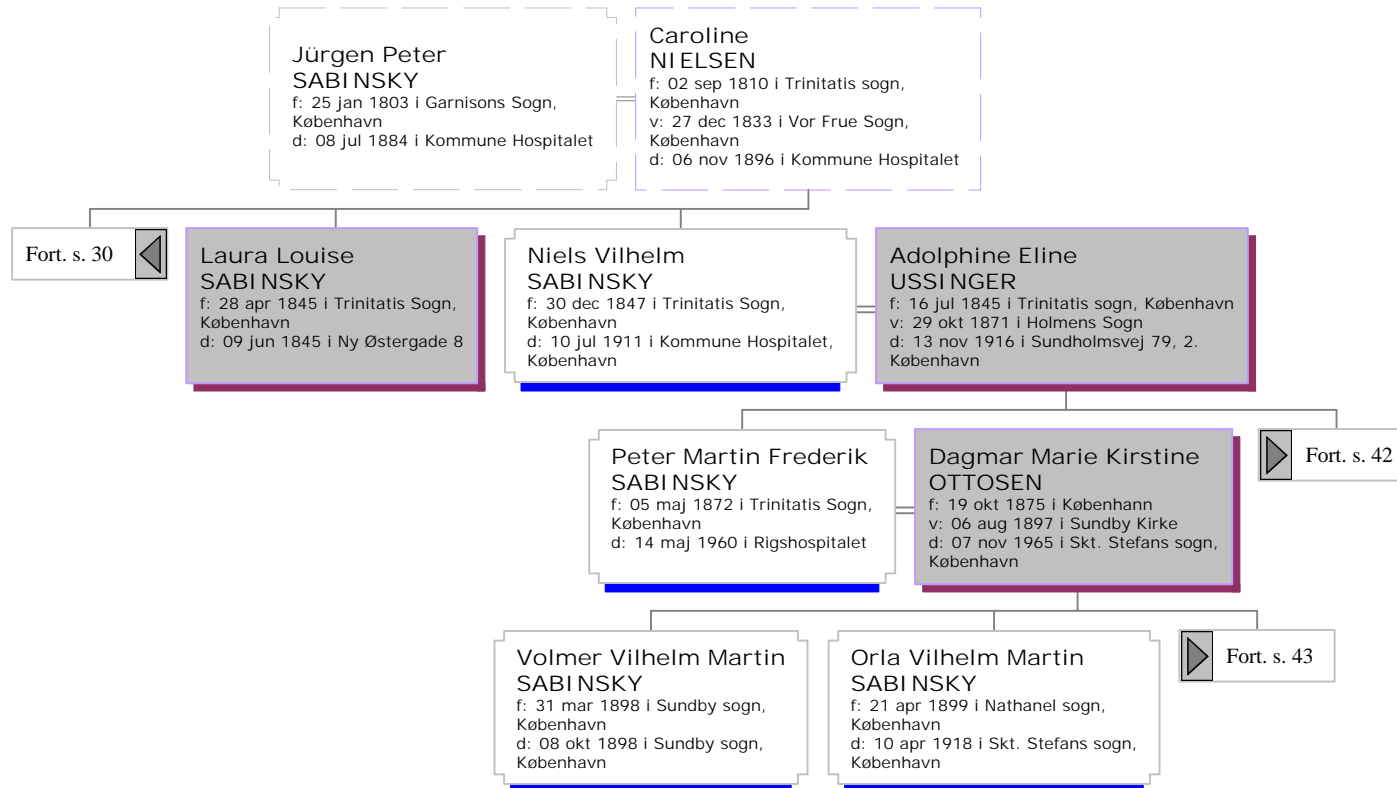 Jürgen Peter
SABINSKY
f: 25 jan 1803 i Garnisons Sogn,
København
d: 08 jul 1884 i Kommune Hospitalet
Caroline
NIELSEN
f: 02 sep 1810 i Trinitatis sogn,
København
v: 27 dec 1833 i Vor Frue Sogn,
København
d: 06 nov 1896 i Kommune Hospitalet
Fort. s. 30
Laura Louise
SABINSKY
f: 28 apr 1845 i Trinitatis Sogn,
København
d: 09 jun 1845 i Ny Østergade 8
Niels Vilhelm
SABINSKY
f: 30 dec 1847 i Trinitatis Sogn,
København
d: 10 jul 1911 i Kommune Hospitalet,
København
Adolphine Eline
USSINGER
f: 16 jul 1845 i Trinitatis sogn, København
v: 29 okt 1871 i Holmens Sogn
d: 13 nov 1916 i Sundholmsvej 79, 2.
København
Peter Martin Frederik
SABINSKY
f: 05 maj 1872 i Trinitatis Sogn,
København
d: 14 maj 1960 i Rigshospitalet
Dagmar Marie Kirstine
OTTOSEN
f: 19 okt 1875 i Københann
v: 06 aug 1897 i Sundby Kirke
d: 07 nov 1965 i Skt. Stefans sogn,
København
Fort. s. 42
Volmer Vilhelm Martin
SABINSKY
f: 31 mar 1898 i Sundby sogn,
København
d: 08 okt 1898 i Sundby sogn,
København
Orla Vilhelm Martin
SABINSKY
f: 21 apr 1899 i Nathanel sogn,
København
d: 10 apr 1918 i Skt. Stefans sogn,
København
Fort. s. 43